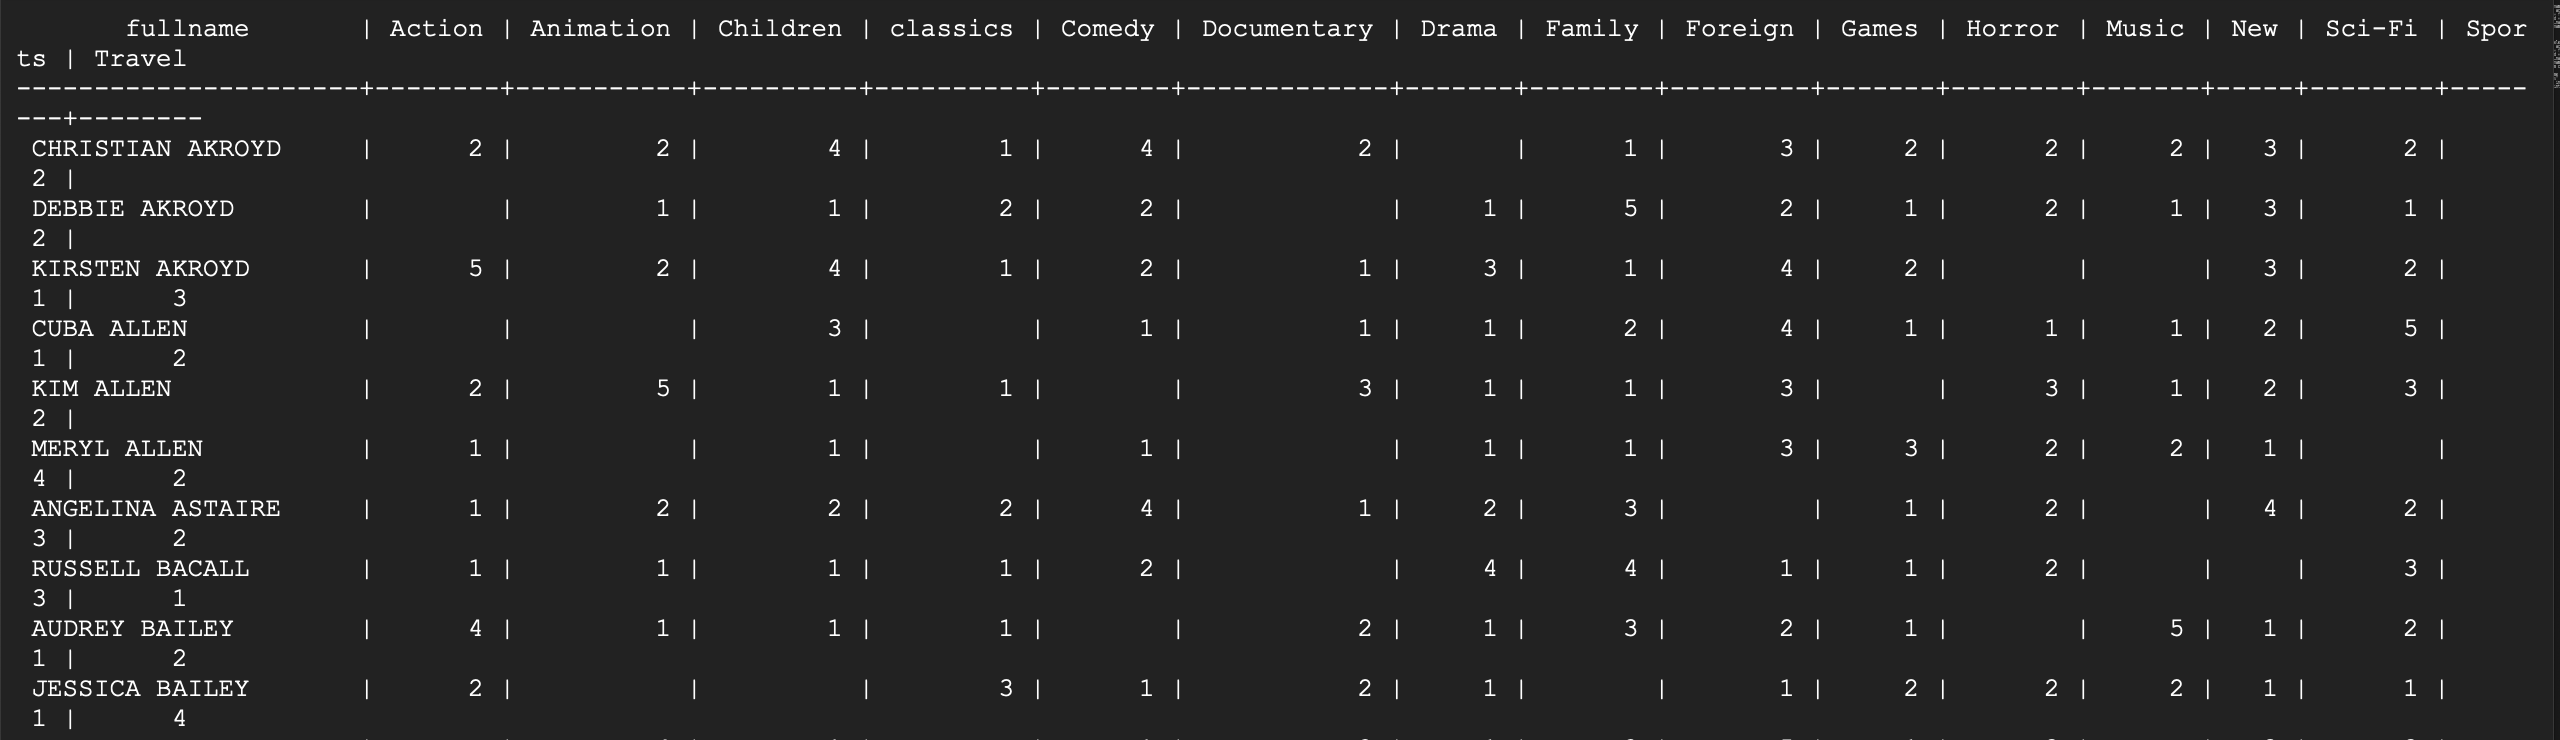 fullname | Action | Animation | Children | classics | Comedy | Documentary | Drama | Family | Foreign | Games | Horror | Music | New | Sci-Fi | Spor
ts | Travel
-----------------------+--------+-----------+----------+----------+--------+-------------+-------+--------+---------+-------+--------+-------+-----+--------+-----
---+--------
CHRISTIAN AKROYD | 2 | 2 | 4 | 1 | 4 | 2 | | 1 | 3 | 2 | 2 | 2 | 3 | 2 |
2 |
DEBBIE AKROYD | | 1 | 1 | 2 | 2 | | 1 | 5 | 2 | 1 | 2 | 1 | 3 | 1 |
2 |
KIRSTEN AKROYD | 5 | 2 | 4 | 1 | 2 | 1 | 3 | 1 | 4 | 2 | | | 3 | 2 |
1 | 3
CUBA ALLEN | | | 3 | | 1 | 1 | 1 | 2 | 4 | 1 | 1 | 1 | 2 | 5 |
1 | 2
KIM ALLEN | 2 | 5 | 1 | 1 | | 3 | 1 | 1 | 3 | | 3 | 1 | 2 | 3 |
2 |
MERYL ALLEN | 1 | | 1 | | 1 | | 1 | 1 | 3 | 3 | 2 | 2 | 1 | |
4 | 2
ANGELINA ASTAIRE | 1 | 2 | 2 | 2 | 4 | 1 | 2 | 3 | | 1 | 2 | | 4 | 2 |
3 | 2
RUSSELL BACALL | 1 | 1 | 1 | 1 | 2 | | 4 | 4 | 1 | 1 | 2 | | | 3 |
3 | 1
AUDREY BAILEY | 4 | 1 | 1 | 1 | | 2 | 1 | 3 | 2 | 1 | | 5 | 1 | 2 |
1 | 2
JESSICA BAILEY | 2 | | | 3 | 1 | 2 | 1 | | 1 | 2 | 2 | 2 | 1 | 1 |
1 | 4